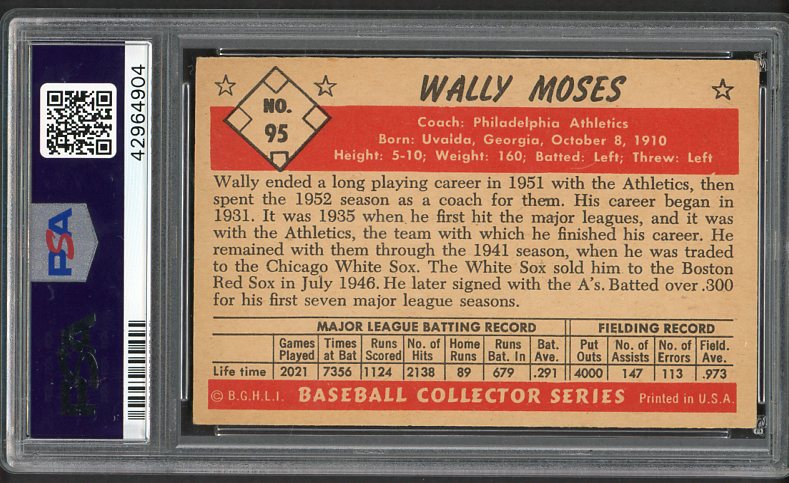 42964904
PSA
PSA
WALLY MOSES
NO.
95
Coach: Philadelphia Athletics
Born: Uvalda, Georgia, October 8, 1910
Height: 5-10; Weight: 160; Batted: Left; Threw: Left
Wally ended a long playing career in 1951 with the Athletics, then
spent the 1952 season as a coach for them. His career began in
1931. It was 1935 when he first hit the major leagues, and it was
with the Athletics, the team with which he finished his career. He
remained with them through the 1941 season, when he was traded
to the Chicago White Sox. The White Sox sold him to the Boston
Red Sox in July 1946. He later signed with the A's. Batted over .300
for his first seven major league seasons.
MAJOR LEAGUE BATTING RECORD FIELDING RECORD
Games Times Runs No. of Home Runs Bat. Put No. of No. of Field.
Played at Bat Scored Hits Runs Bat. In Ave. Outs Assists Errors Ave.
Life time 2021 7356 1124 2138 89 679 .291 4000 147 113 .973
© B.G.H.L.I. BASEBALL COLLECTOR SERIES Printed in U.S.A.